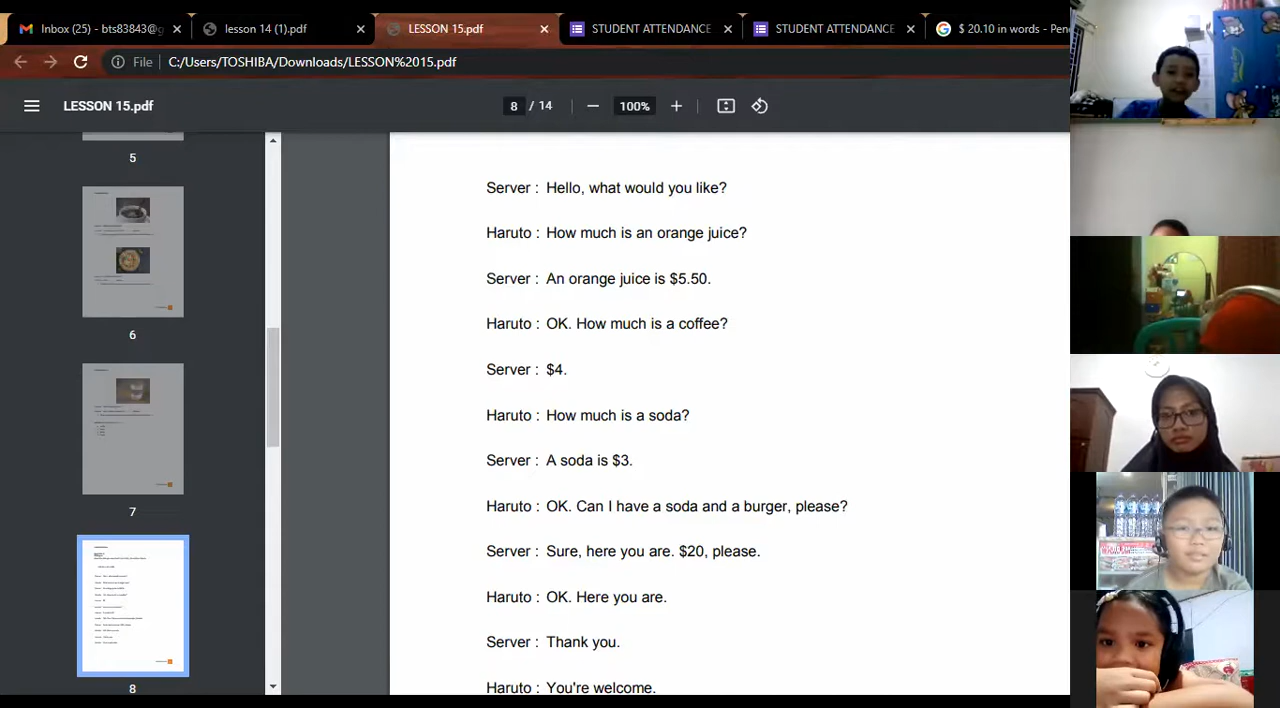 Inbox (25) - bts83843@g
lesson 14 (1).pdf
LESSON 15.pdf
STUDENT ATTENDANCE
STUDENT ATTENDANCE
$ 20.10 in words - Pen
File C:/Users/TOSHIBA/Downloads/LESSON%2015.pdf
LESSON 15.pdf
8 / 14
100%
5
6
7
8
Server : Hello, what would you like?
Haruto : How much is an orange juice?
Server : An orange juice is $5.50.
Haruto : OK. How much is a coffee?
Server : $4.
Haruto : How much is a soda?
Server : A soda is $3.
Haruto : OK. Can I have a soda and a burger, please?
Server : Sure, here you are. $20, please.
Haruto : OK. Here you are.
Server : Thank you.
Haruto : You're welcome.